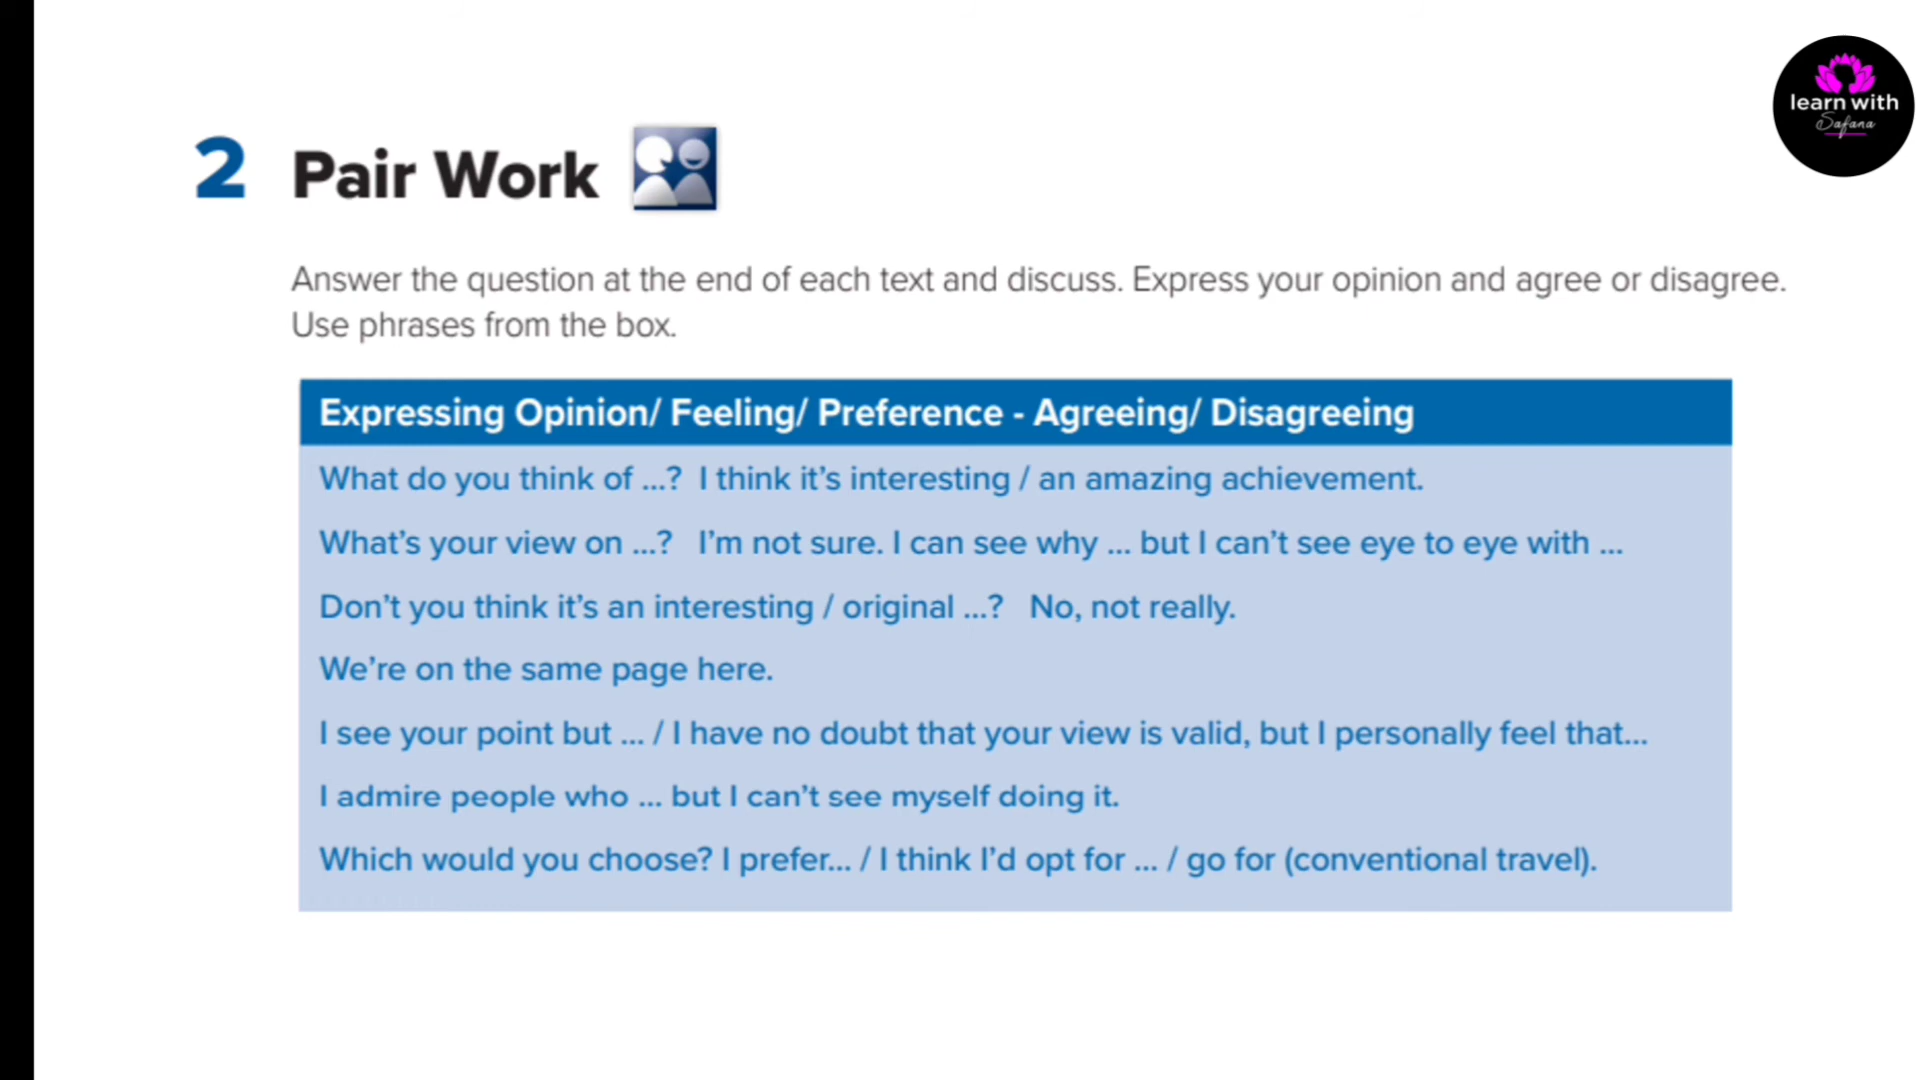 learn with
Safana
2 Pair Work
Answer the question at the end of each text and discuss. Express your opinion and agree or disagree.
Use phrases from the box.
Expressing Opinion/ Feeling/ Preference - Agreeing/ Disagreeing
What do you think of ...? I think it's interesting / an amazing achievement.
What's your view on ...? I'm not sure. I can see why ... but I can't see eye to eye with ...
Don't you think it's an interesting / original ...? No, not really.
We're on the same page here.
I see your point but ... / I have no doubt that your view is valid, but I personally feel that...
I admire people who ... but I can't see myself doing it.
Which would you choose? I prefer... / I think I'd opt for ... / go for (conventional travel).